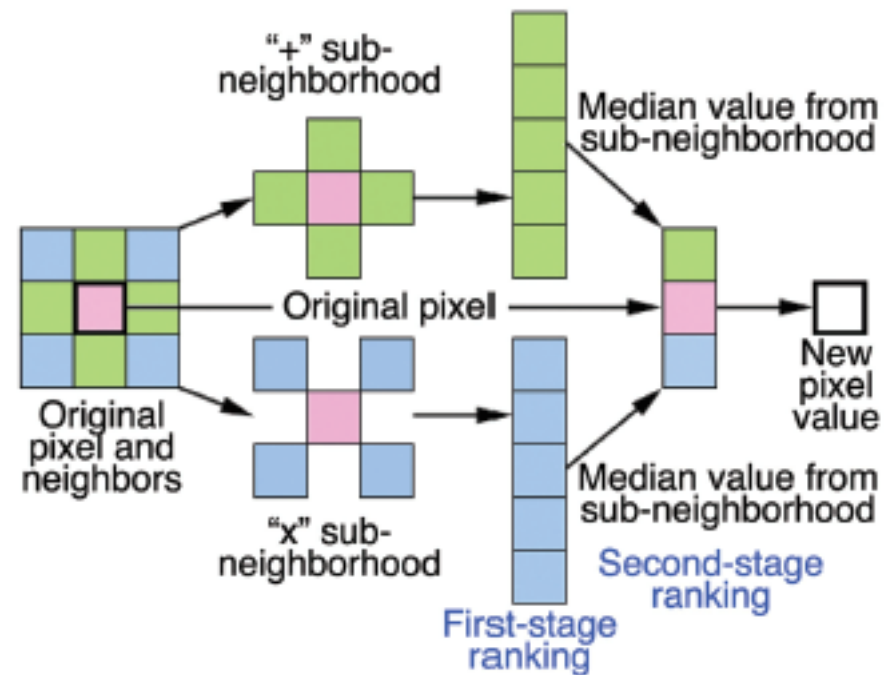 “+” sub-
neighborhood
Median value from
sub-neighborhood
Original pixel
New
pixel
value
Original
pixel and
neighbors
“x” sub-
neighborhood
Median value from
sub-neighborhood
First-stage
ranking
Second-stage
ranking